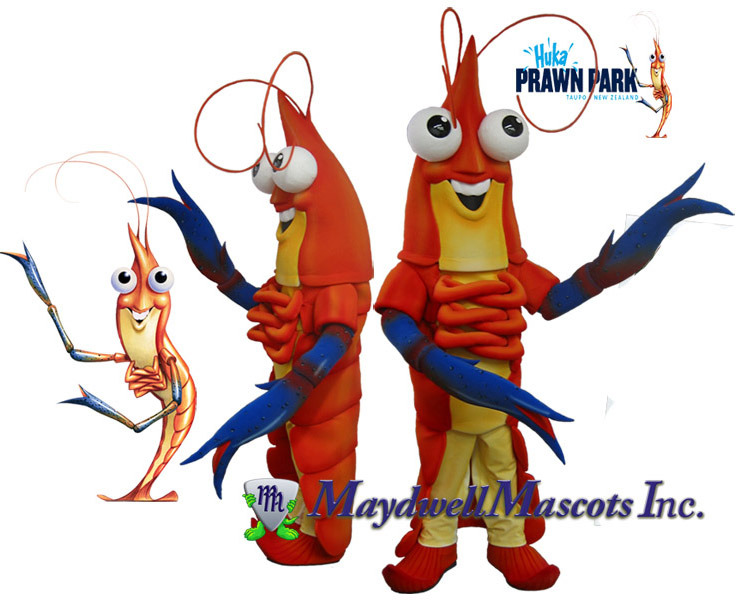 Huka
PRAWN PARK
TAUPO NEW ZEALAND
m
MaydwellMascots Inc.